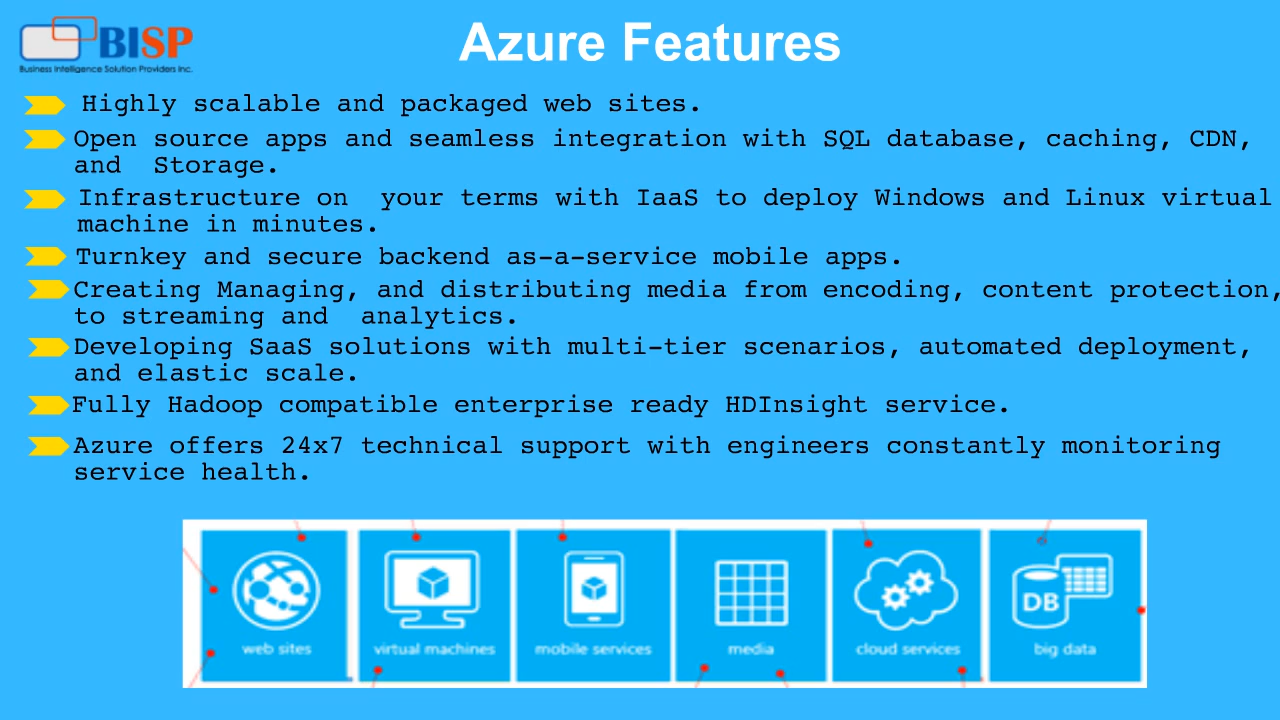 BISP
Business Intelligence Solution Providers Inc.
Azure Features
Highly scalable and packaged web sites.
Open source apps and seamless integration with SQL database, caching, CDN,
and  Storage.
Infrastructure on  your terms with IaaS to deploy Windows and Linux virtual
machine in minutes.
Turnkey and secure backend as-a-service mobile apps.
Creating Managing, and distributing media from encoding, content protection,
to streaming and  analytics.
Developing SaaS solutions with multi-tier scenarios, automated deployment,
and elastic scale.
Fully Hadoop compatible enterprise ready HDInsight service.
Azure offers 24x7 technical support with engineers constantly monitoring
service health.
DB
web sites
virtual machines
mobile services
media
cloud services
big data